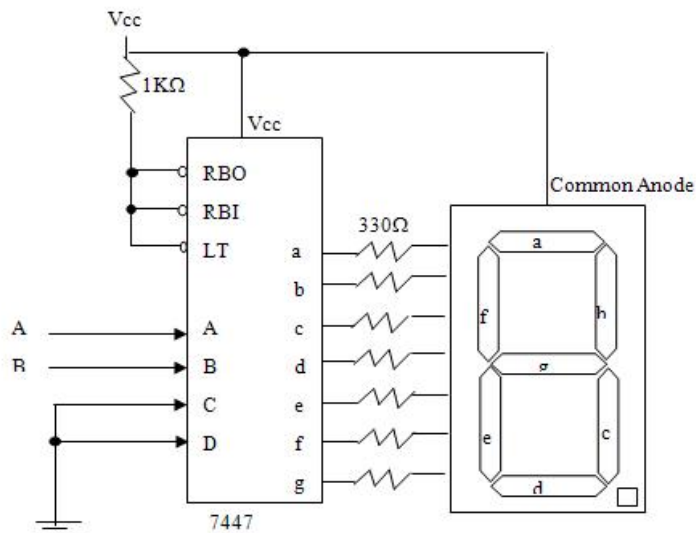 Vcc
1KΩ
Vcc
RBO
RBI
LT
A
B
C
D
A
a
b
c
d
e
f
g
7447
330Ω
Common Anode
a
f
g
e
c
d